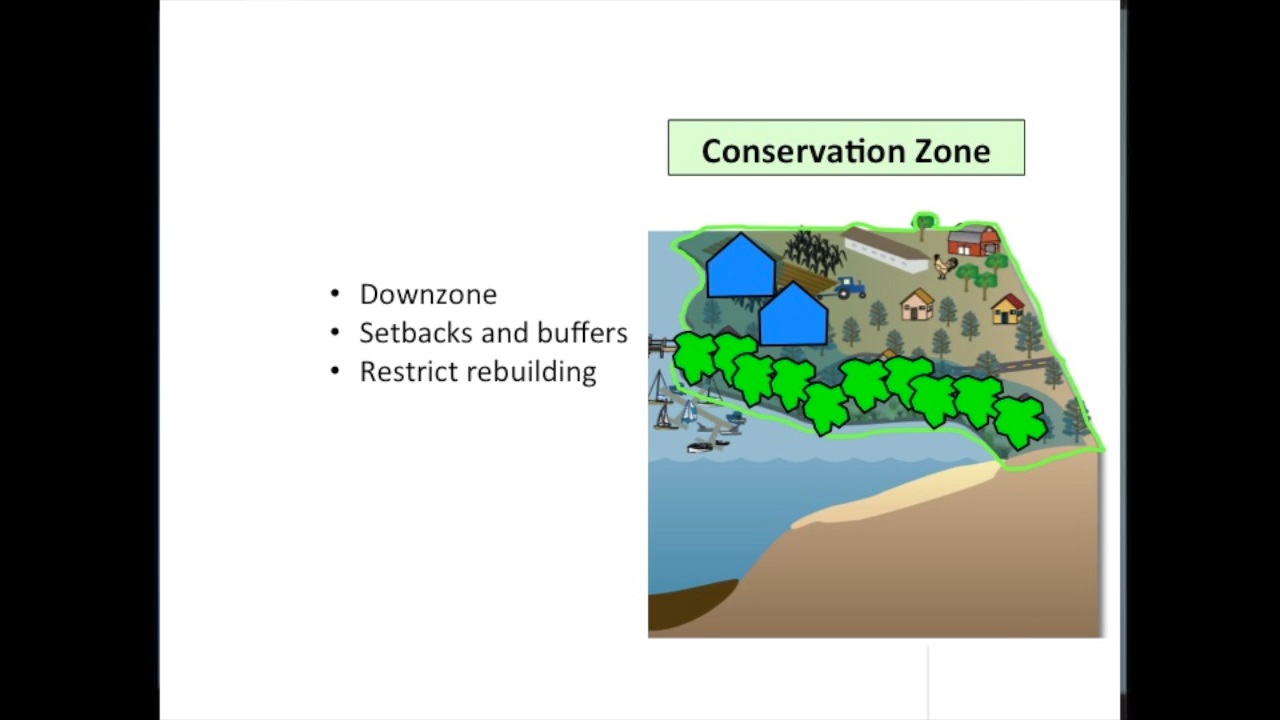 Conservation Zone
• Downzone
• Setbacks and buffers
• Restrict rebuilding